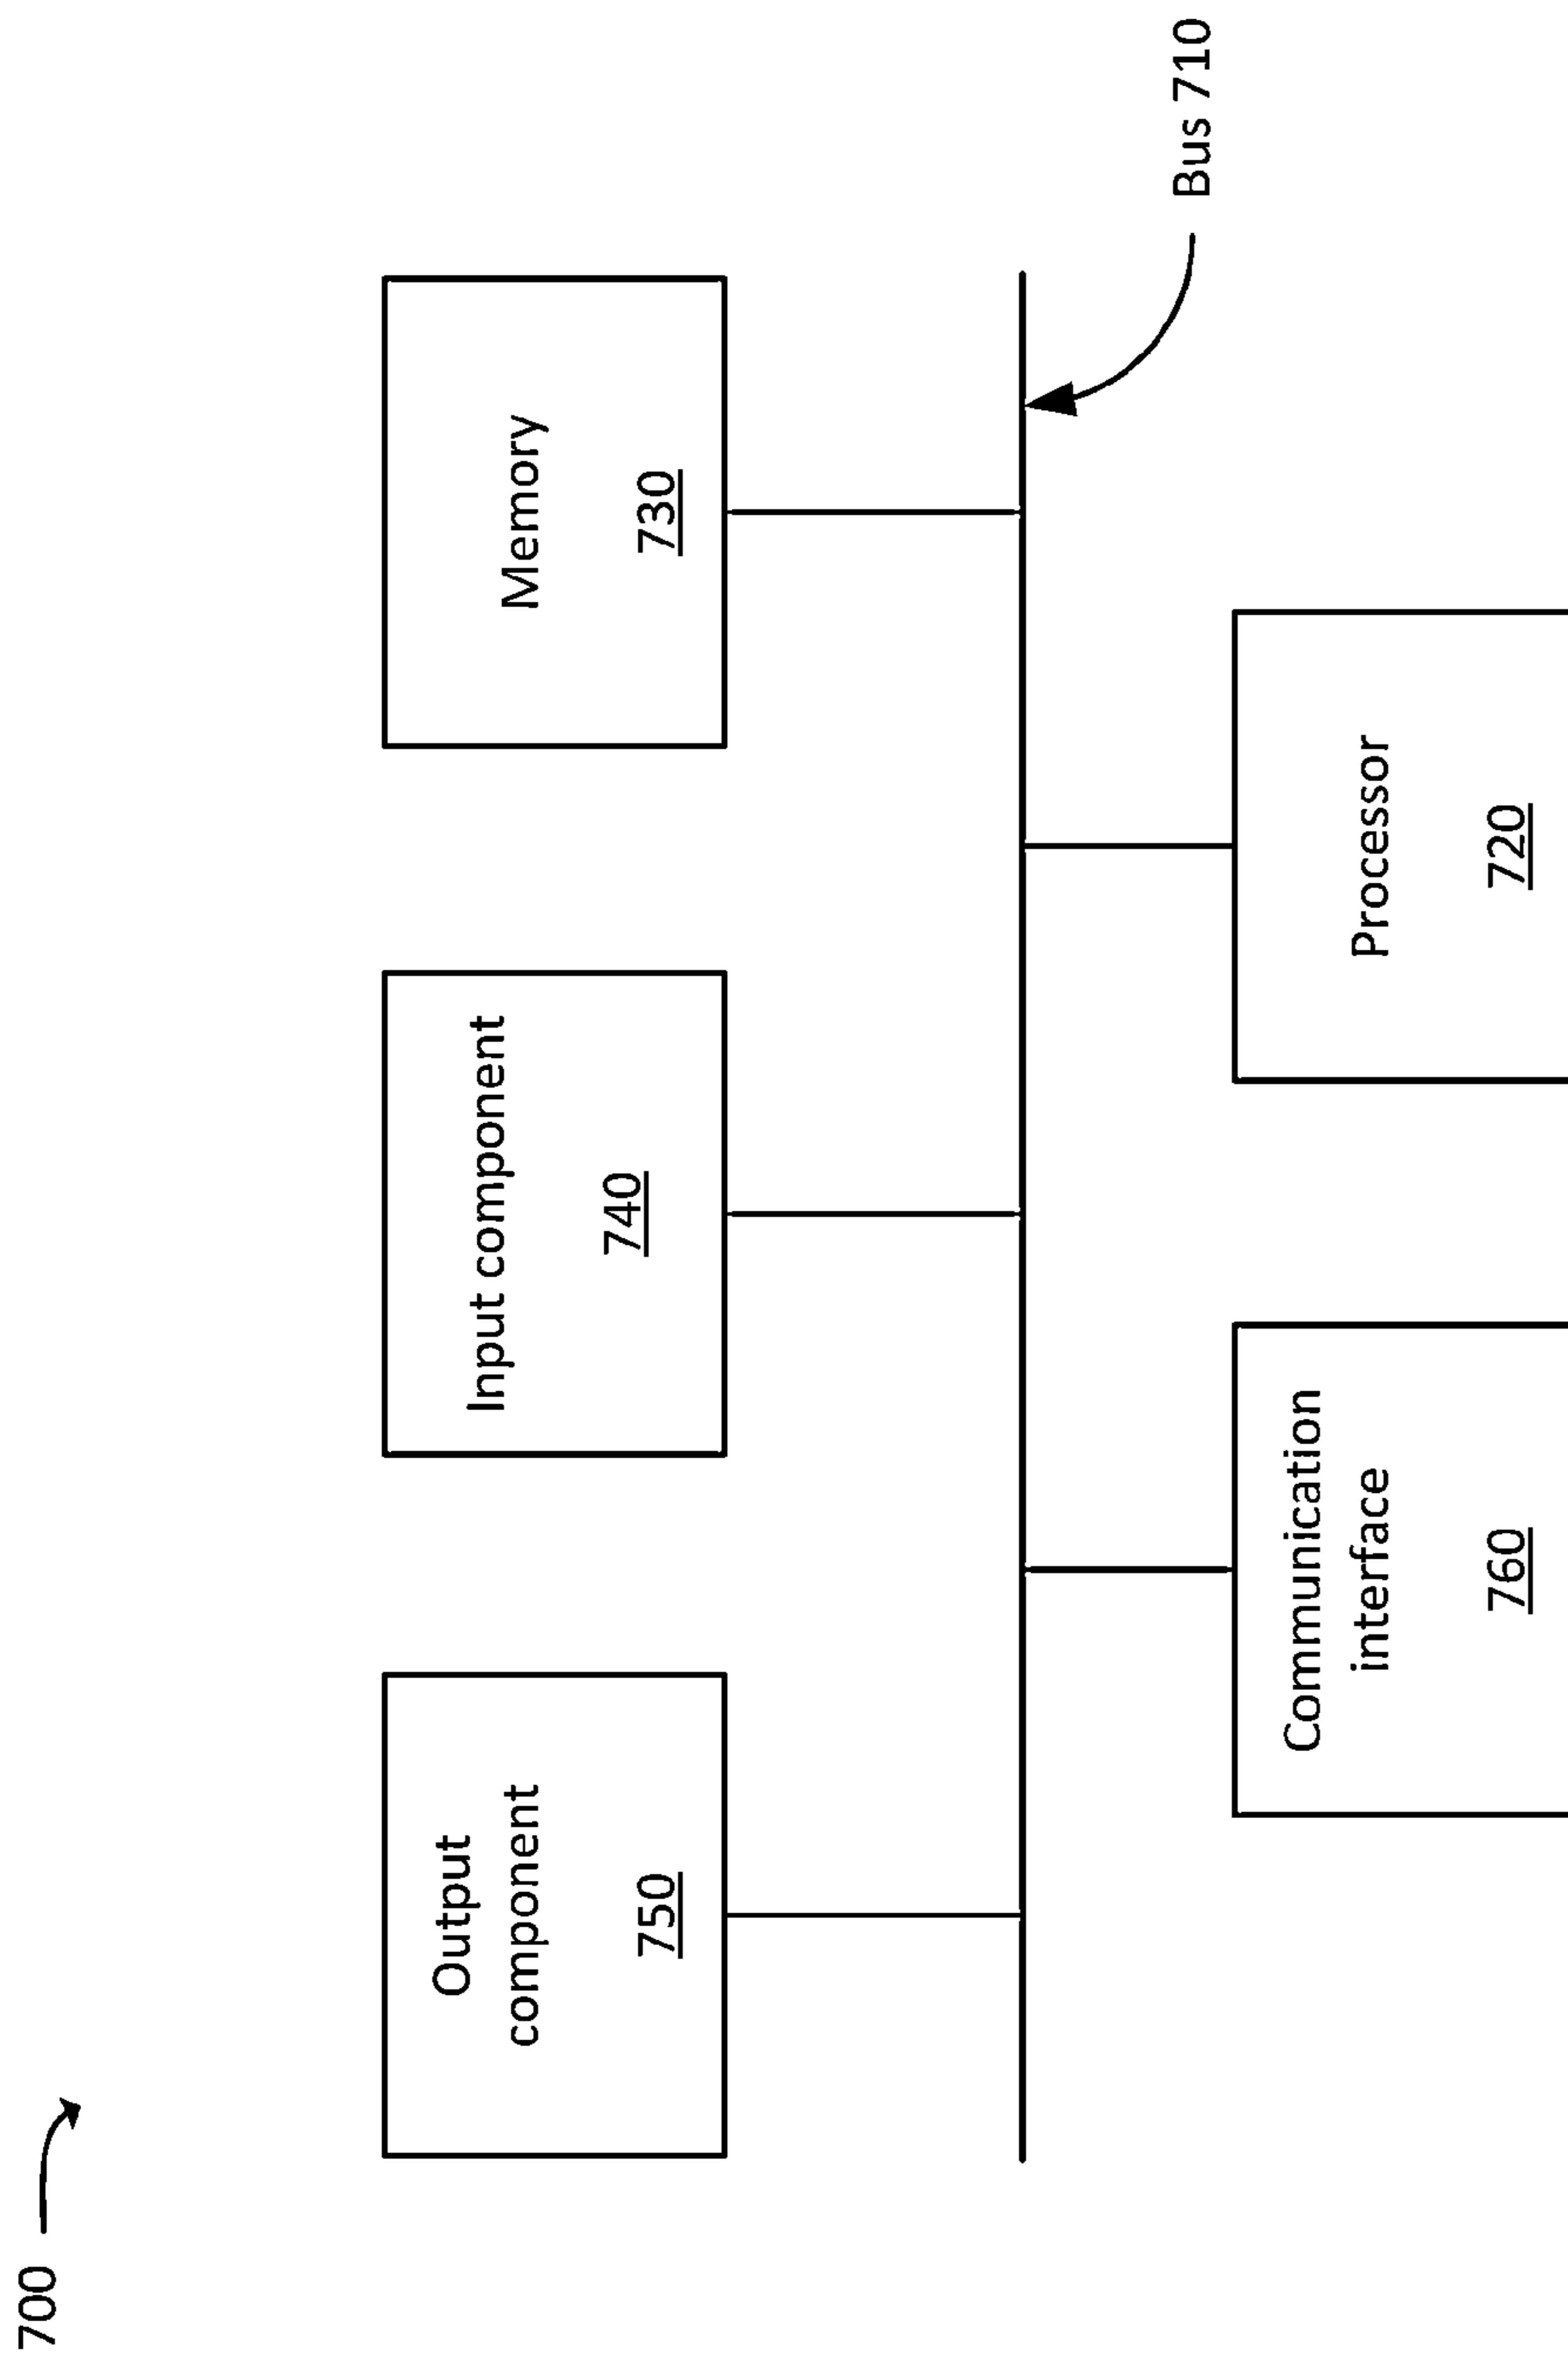 700
Output
component
750
Input component
740
Memory
730
Bus 710
Communication
interface
760
Processor
720